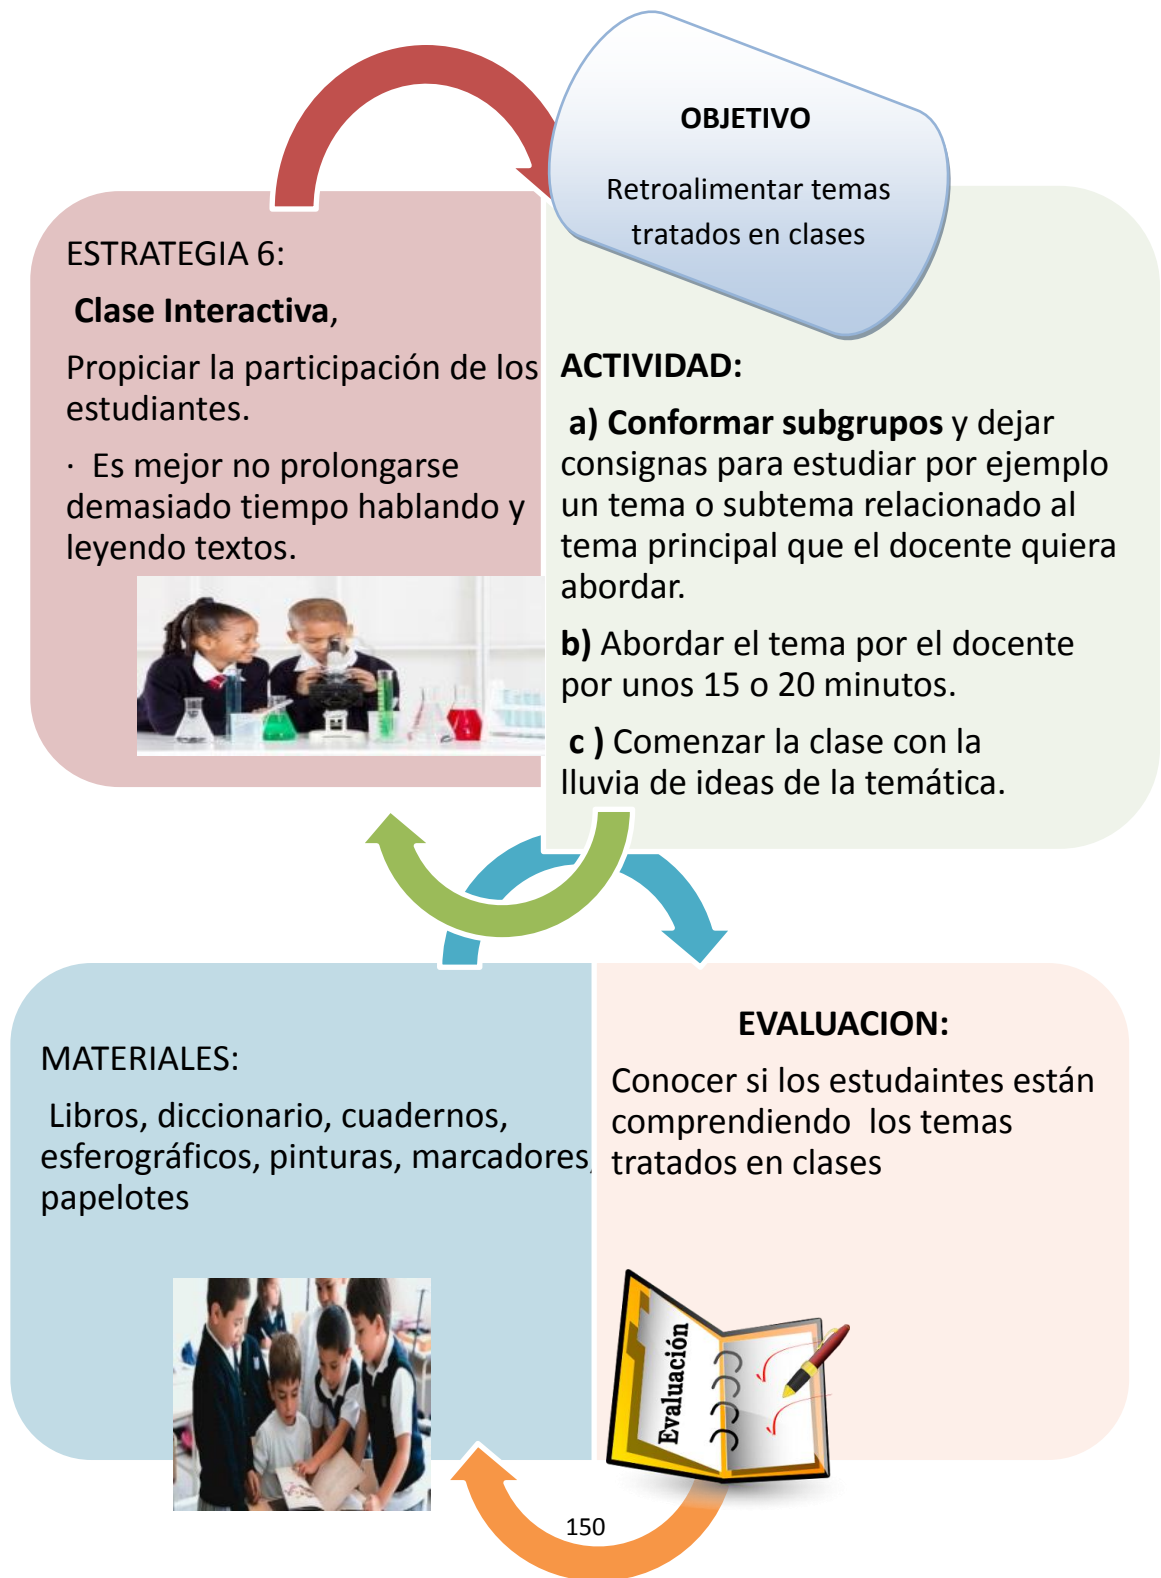 OBJETIVO
Retroalimentar temas
tratados en clases
ESTRATEGIA 6:
Clase Interactiva,
Propiciar la participación de los
estudiantes.
· Es mejor no prolongarse
demasiado tiempo hablando y
leyendo textos.
ACTIVIDAD:
a) Conformar subgrupos y dejar
consignas para estudiar por ejemplo
un tema o subtema relacionado al
tema principal que el docente quiera
abordar.
b) Abordar el tema por el docente
por unos 15 o 20 minutos.
c ) Comenzar la clase con la
lluvia de ideas de la temática.
MATERIALES:
Libros, diccionario, cuadernos,
esferográficos, pinturas, marcadores,
papelotes
EVALUACION:
Conocer si los estudaintes están
comprendiendo los temas
tratados en clases
Evaluación
150